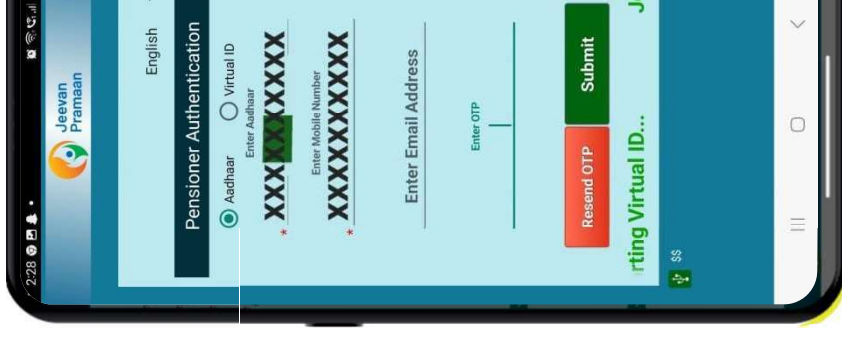 2:28
Jeevan
Pramaan
English
Pensioner Authentication
Aadhaar
Virtual ID
Enter Aadhaar
* XXXXXXXXXX
Enter Mobile Number
* XXXXXXXXXX
Enter Email Address
Enter OTP
Resend OTP
Submit
rting Virtual ID...
$$